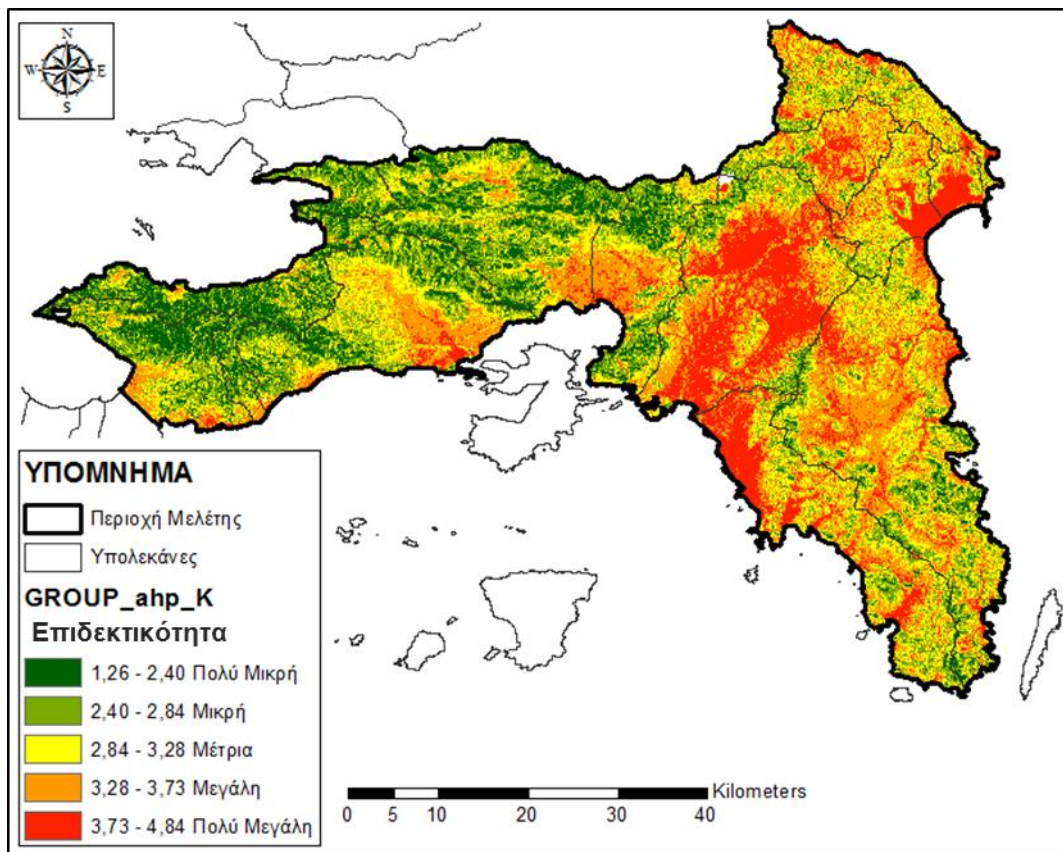 N
W E
S
ΥΠΟΜΝΗΜΑ
Περιοχή Μελέτης
Υπολεκάνες
GROUP_ahp_K
Επιδεκτικότητα
1,26 - 2,40 Πολύ Μικρή
2,40 - 2,84 Μικρή
2,84 - 3,28 Μέτρια
3,28 - 3,73 Μεγάλη
3,73 - 4,84 Πολύ Μεγάλη
Kilometers
0 5 10 20 30 40